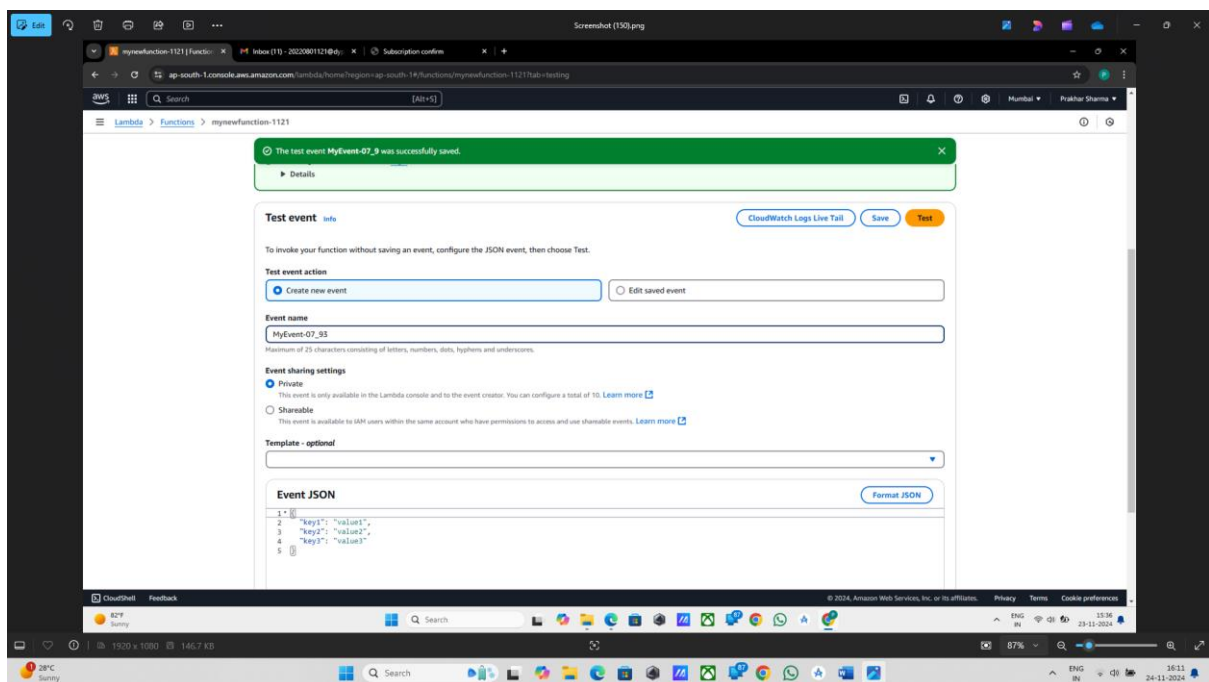 Edit
Screenshot (150).png
mynewfunction-1121 | Function
Inbox (11) - 20220801121@dy:
Subscription confirm
ap-south-1.console.aws.amazon.com/lambda/home?region=ap-south-1#/functions/mynewfunction-1121?tab=testing
aws
Search
[Alt+S]
Mumbai
Prakhar Sharma
Lambda > Functions > mynewfunction-1121
The test event MyEvent-07_9 was successfully saved.
Details
Test event Info
CloudWatch Logs Live Tail
Save
Test
To invoke your function without saving an event, configure the JSON event, then choose Test.
Test event action
Create new event
Edit saved event
Event name
MyEvent-07_93
Maximum of 25 characters consisting of letters, numbers, dots, hyphens and underscores.
Event sharing settings
Private
This event is only available in the Lambda console and to the event creator. You can configure a total of 10. Learn more
Shareable
This event is available to IAM users within the same account who have permissions to access and use shareable events. Learn more
Template - optional
Event JSON
Format JSON
1 {
2 "key1": "value1",
3 "key2": "value2",
4 "key3": "value3"
5 }
CloudShell Feedback
© 2024, Amazon Web Services, Inc. or its affiliates. Privacy Terms Cookie preferences
82°F
Sunny
Search
ENG
IN
15:36
23-11-2024
1920 x 1080 146.7 KB
87%
28°C
Sunny
Search
ENG
IN
16:11
24-11-2024